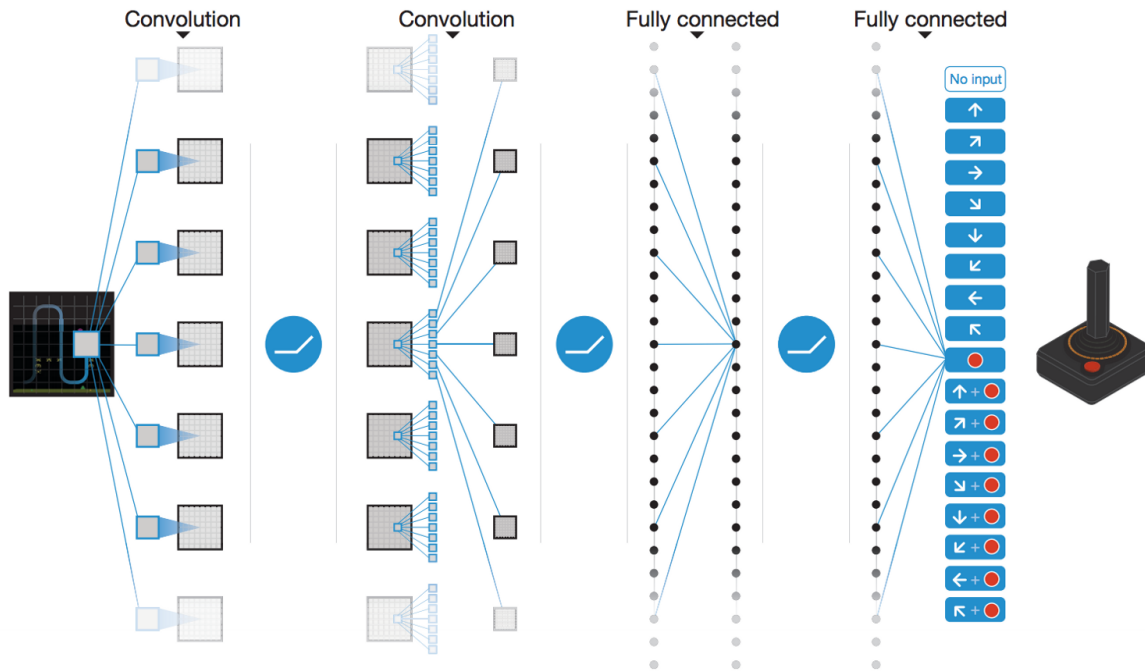 Convolution
Convolution
Fully connected
Fully connected
No input
+
+
+
+
+
+
+
+